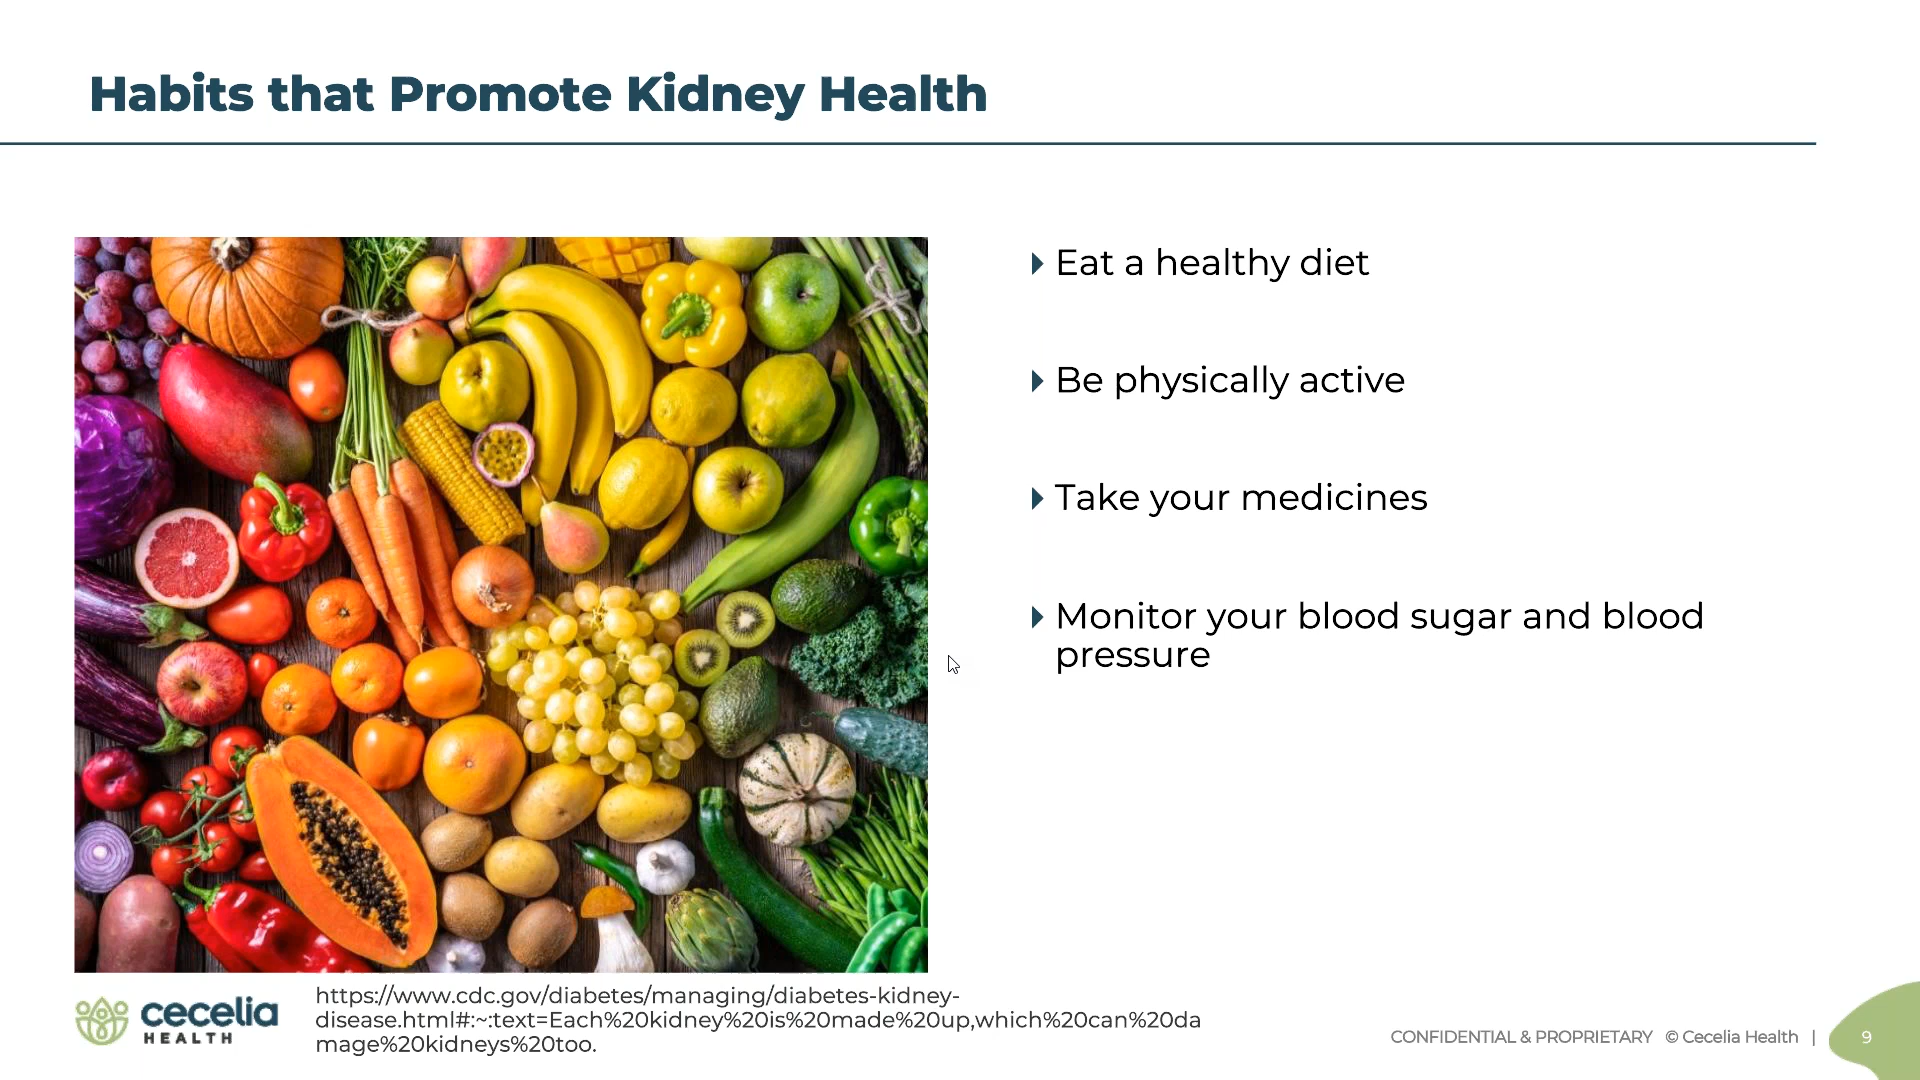 Habits that Promote Kidney Health
Eat a healthy diet
Be physically active
Take your medicines
Monitor your blood sugar and blood
pressure
cecelia
HEALTH
https://www.cdc.gov/diabetes/managing/diabetes-kidney-
disease.html#:~:text=Each%20kidney%20is%20made%20up,which%20can%20da
mage%20kidneys%20too.
CONFIDENTIAL & PROPRIETARY © Cecelia Health | 9